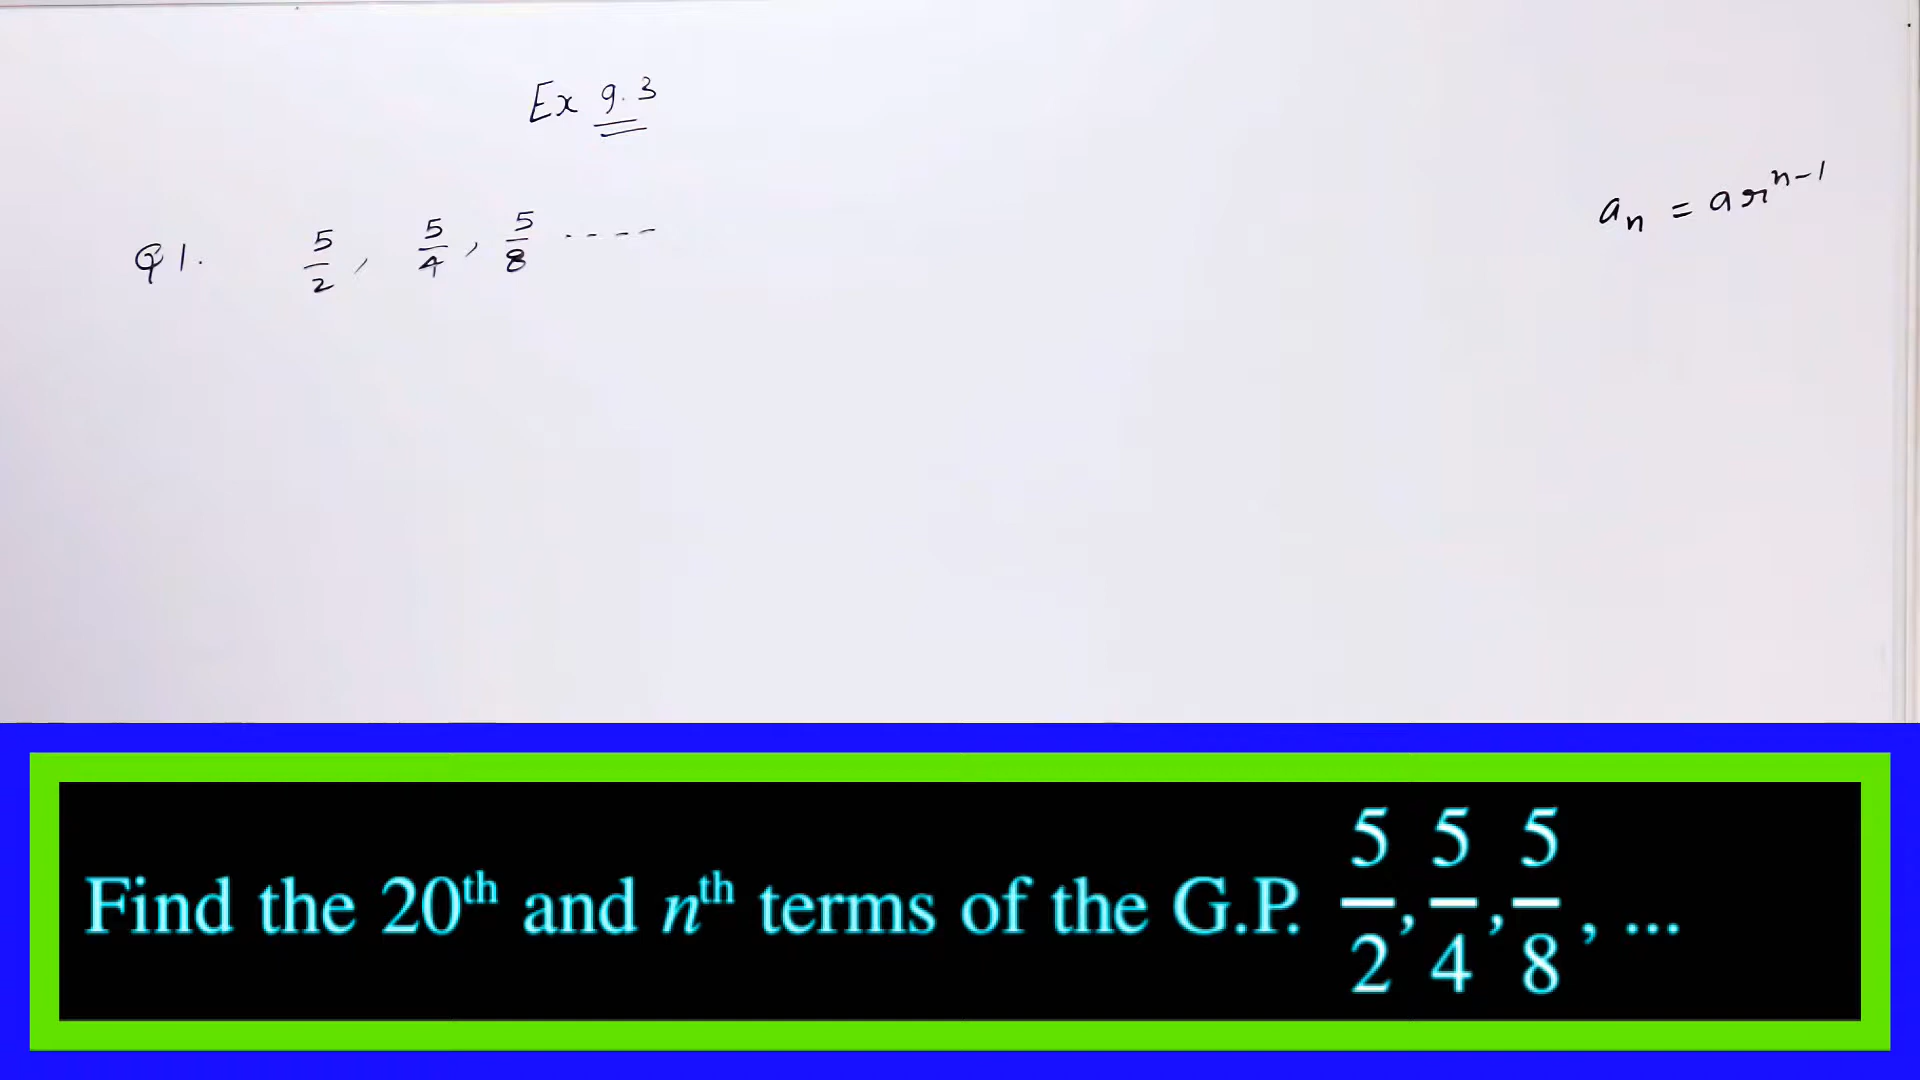 Ex 9.3
aₙ = arⁿ⁻¹
Q1. 5/2, 5/4, 5/8 ----
Find the 20ᵗʰ and nᵗʰ terms of the G.P. 5/2, 5/4, 5/8, ...